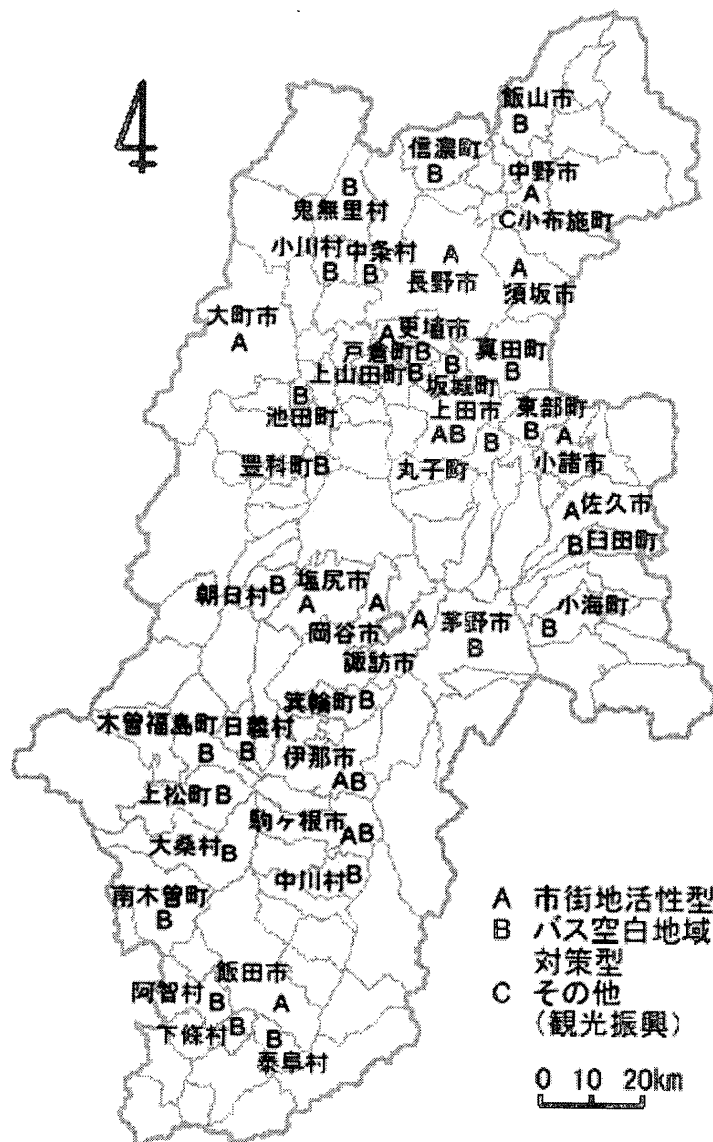 4
飯山市
B
信濃町
B
中野市
A
B
鬼無里村
C小布施町
小川村
中条村
B
B
A
長野市
A
須坂市
大町市
A
更埴市
A
戸倉町B
真田町
B
上山田町B
B
坂城町
B
池田町
上田市
AB
B
東部町
B
A
小諸市
豊科町B
丸子町
A佐久市
B臼田町
朝日村
B
塩尻市
A
A
岡谷市
A
諏訪市
茅野市
B
小海町
B
箕輪町B
木曽福島町
B
日義村
B
伊那市
AB
上松町B
駒ヶ根市
AB
大桑村B
中川村B
南木曽町
B
飯田市
A
阿智村
B
下條村
B
B
泰阜村
A 市街地活性型
B バス空白地域
対策型
C その他
(観光振興)
0 10 20km